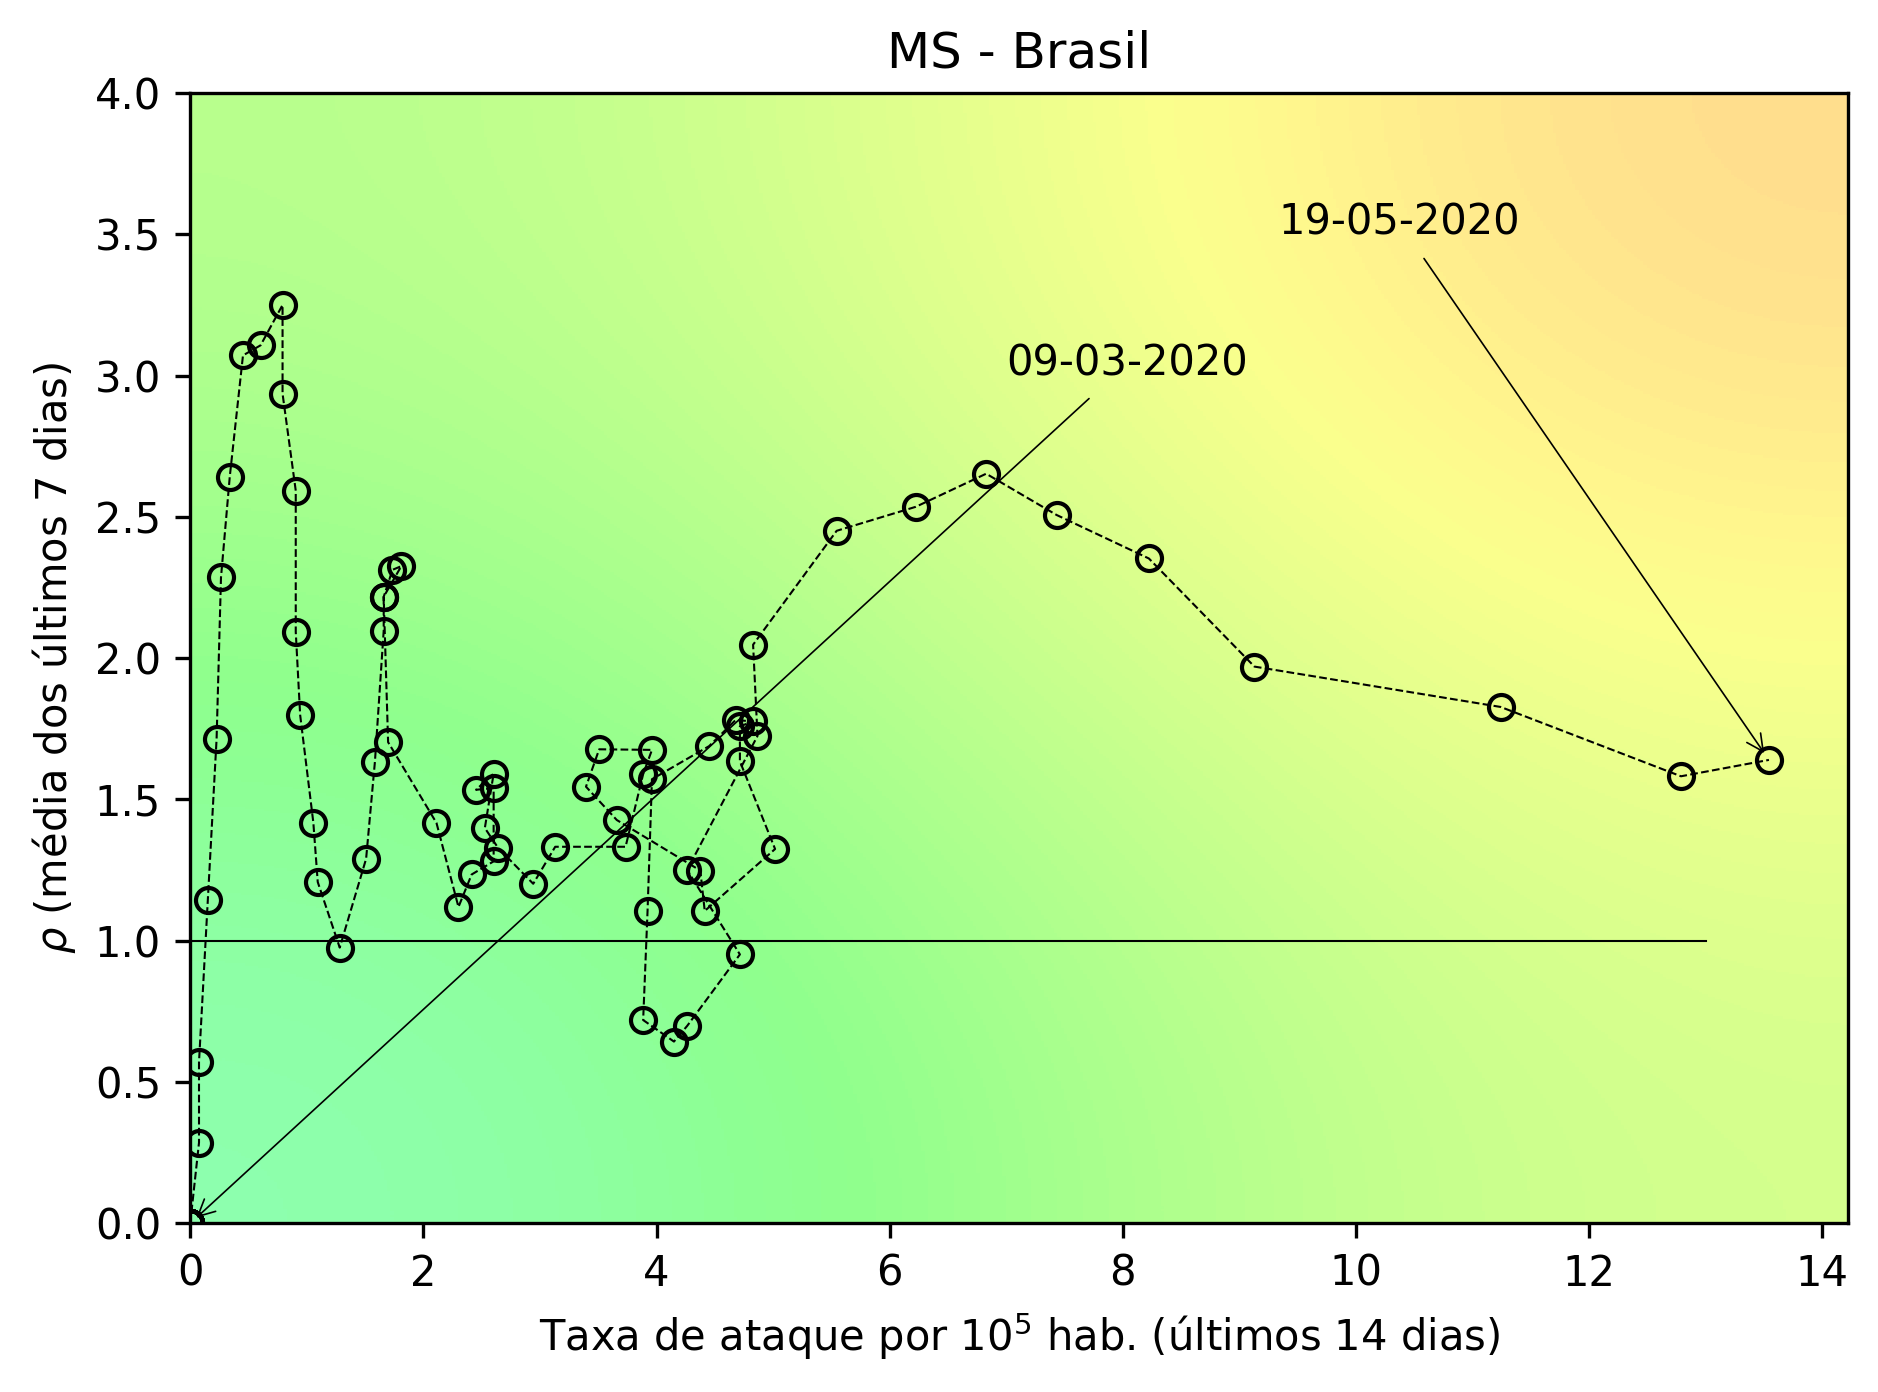 MS - Brasil
4.0
3.5
3.0
2.5
2.0
1.5
1.0
0.5
0.0
ρ (média dos últimos 7 dias)
19-05-2020
09-03-2020
0 2 4 6 8 10 12 14
Taxa de ataque por 10⁵ hab. (últimos 14 dias)